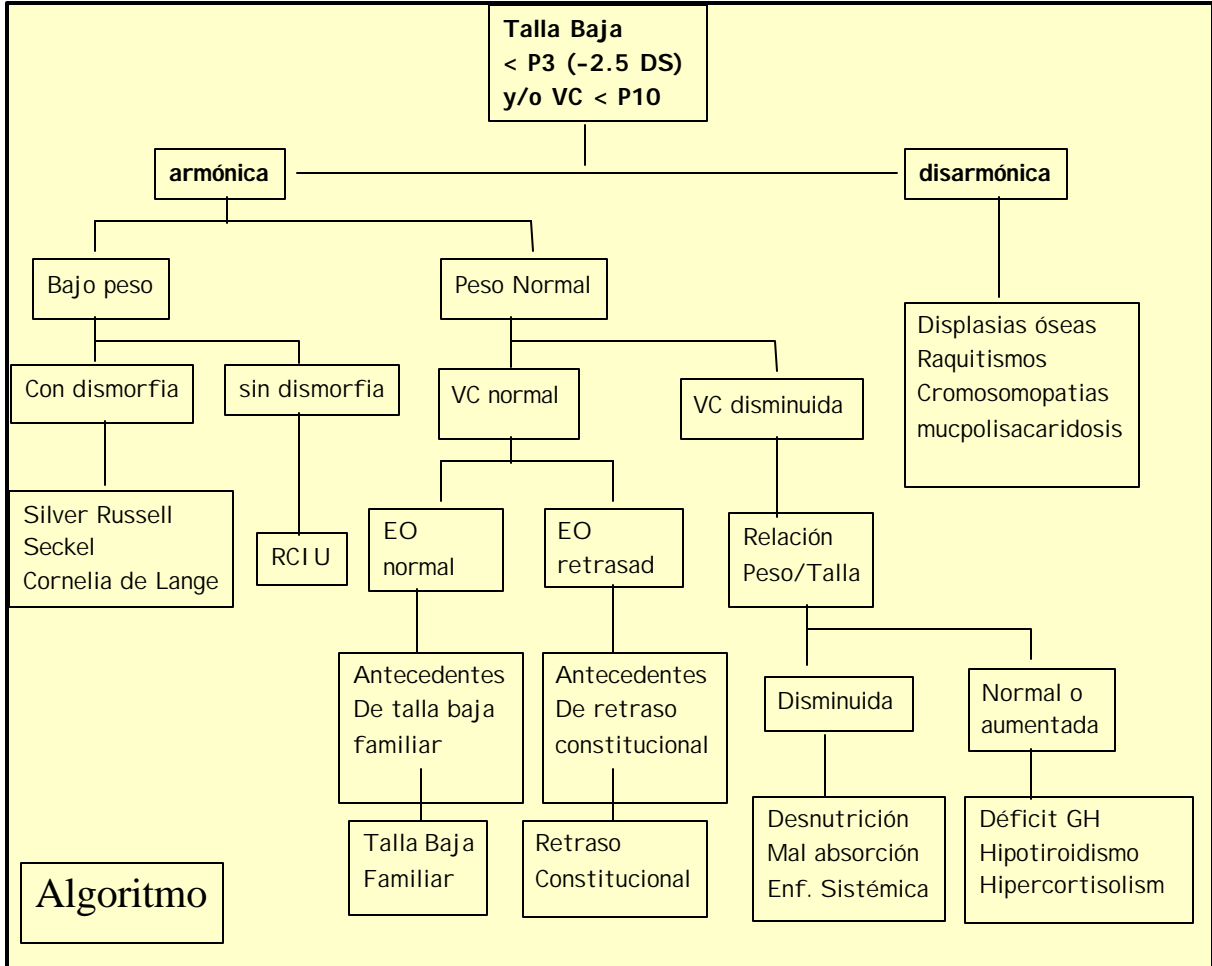 Talla Baja
< P3 (-2.5 DS)
y/o VC < P10
armónica
disarmónica
Bajo peso
Peso Normal
Displasias óseas
Raquitismos
Cromosomopatias
mucpolisacaridosis
Con dismorfia
sin dismorfia
VC normal
VC disminuida
Silver Russell
Seckel
Cornelia de Lange
RCIU
EO
normal
EO
retrasad
Relación
Peso/Talla
Antecedentes
De talla baja
familiar
Antecedentes
De retraso
constitucional
Disminuida
Normal o
aumentada
Talla Baja
Familiar
Retraso
Constitucional
Desnutrición
Mal absorción
Enf. Sistémica
Déficit GH
Hipotiroidismo
Hipercortisolism
Algoritmo